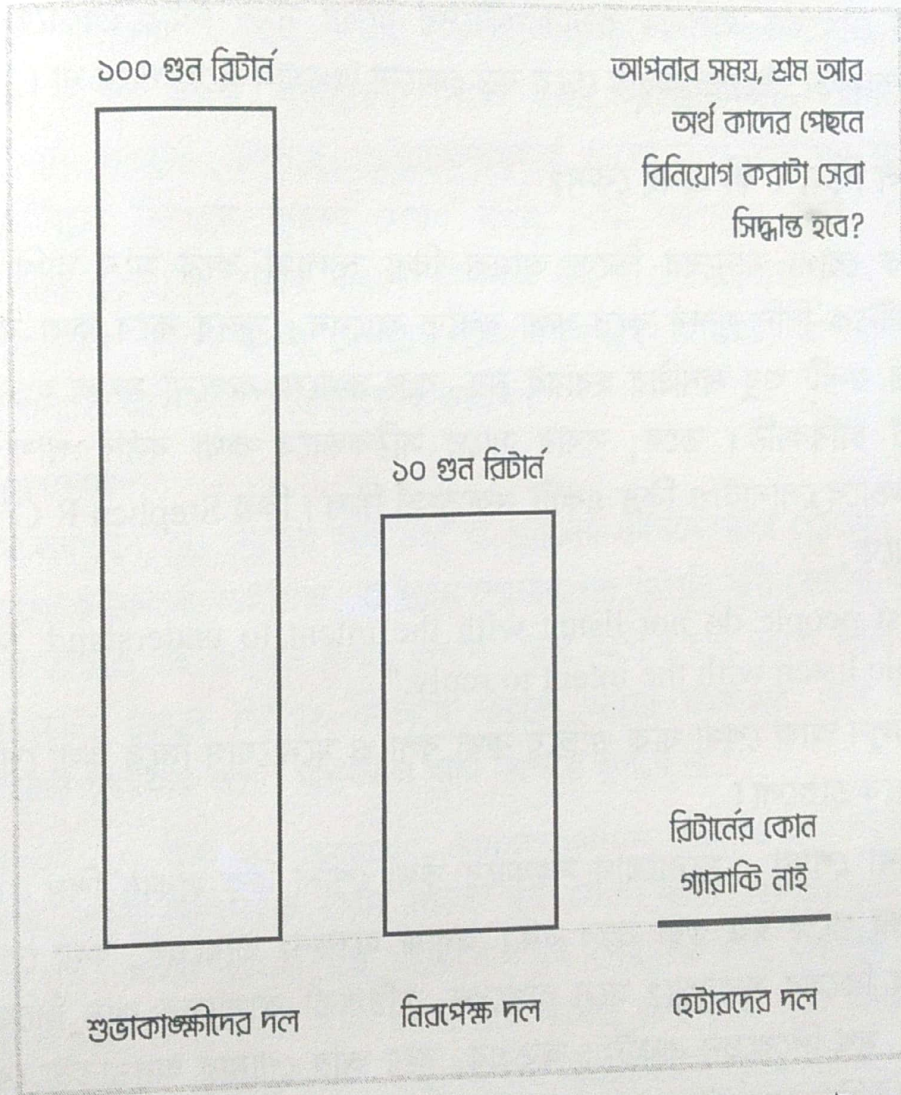 ১০০ গুন রিটার্ন
আপনার সময়, শ্রম আর
অর্থ কাদের পেছনে
বিনিয়োগ করাটা সেরা
সিদ্ধান্ত হবে?
১০ গুন রিটার্ন
রিটার্নের কোন
গ্যারান্টি নাই
শুভাকাঙ্ক্ষীদের দল
নিরপেক্ষ দল
হেটারদের দল